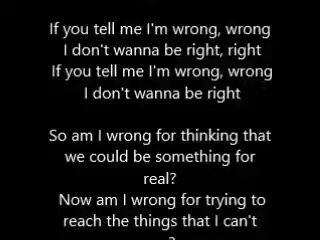 If you tell me I'm wrong, wrong
I don't wanna be right, right
If you tell me I'm wrong, wrong
I don't wanna be right
So am I wrong for thinking that
we could be something for
real?
Now am I wrong for trying to
reach the things that I can't
?